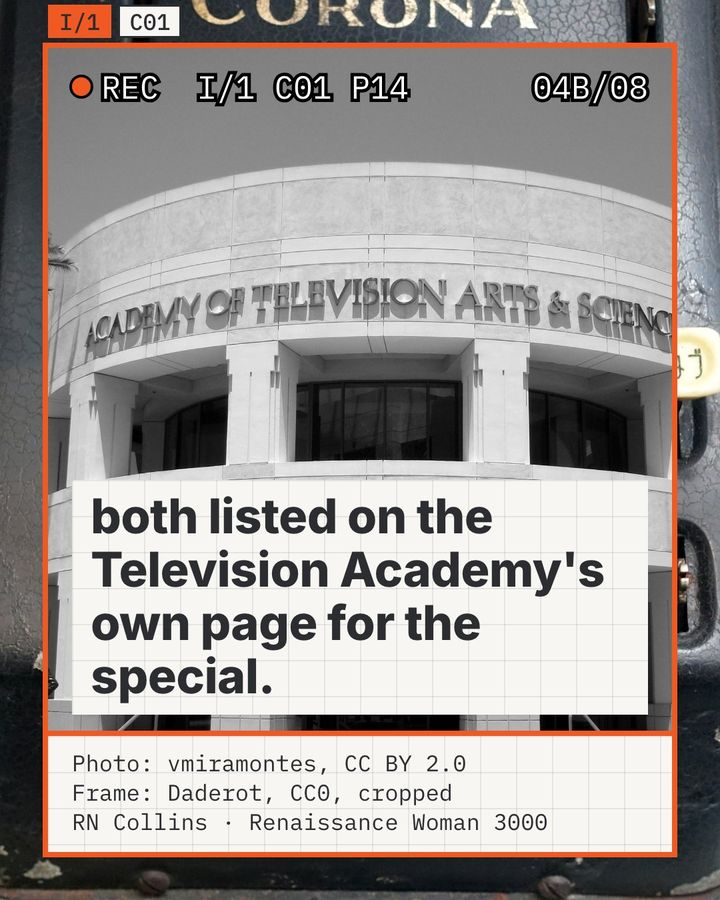 CORONA
I/1 C01
REC I/1 C01 P14 04B/08
ACADEMY OF TELEVISION ARTS & SCIENC
both listed on the
Television Academy's
own page for the
special.
Photo: vmiramontes, CC BY 2.0
Frame: Daderot, CC0, cropped
RN Collins · Renaissance Woman 3000